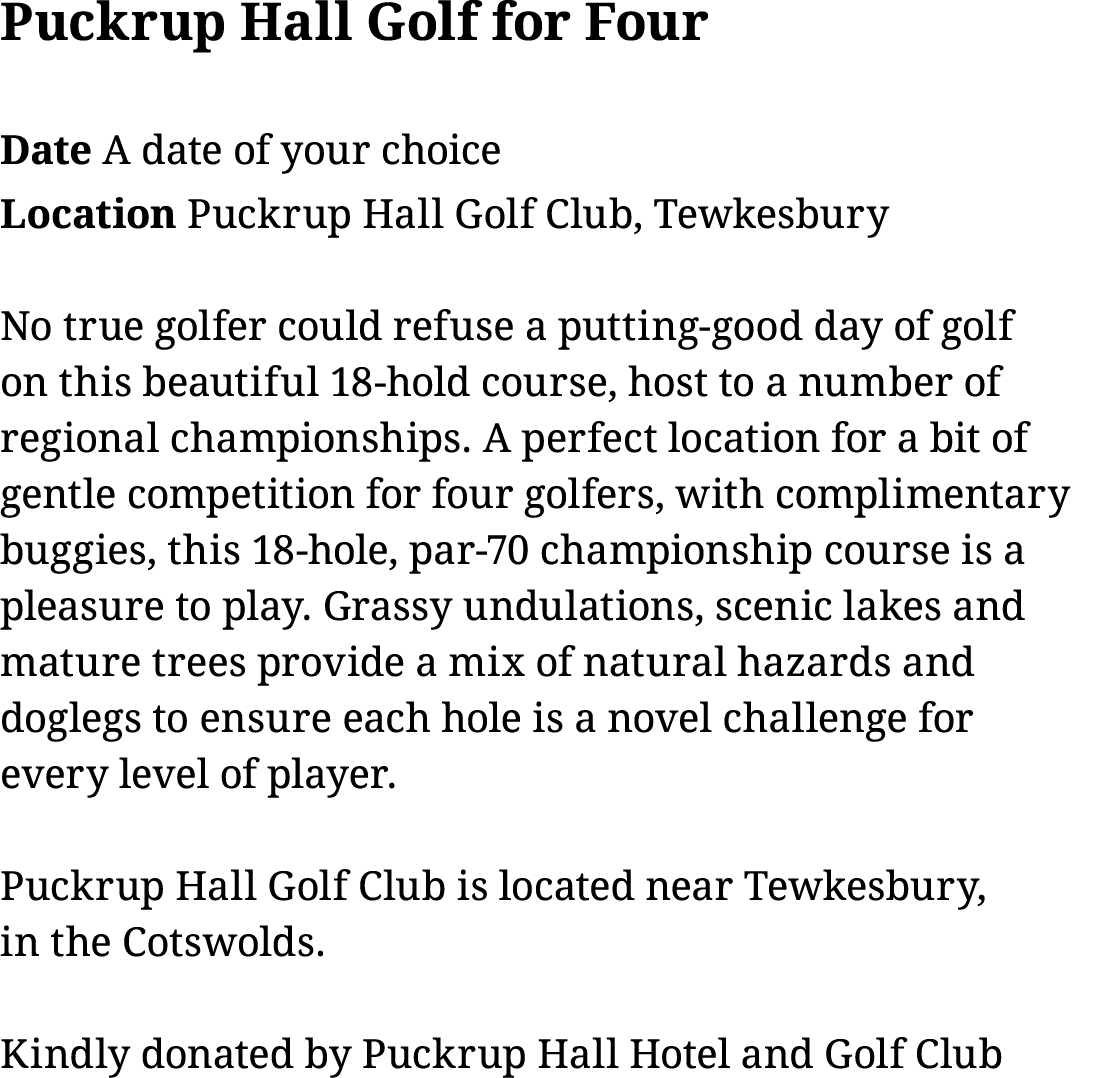 Puckrup Hall Golf for Four
Date A date of your choice
Location Puckrup Hall Golf Club, Tewkesbury
No true golfer could refuse a putting-good day of golf
on this beautiful 18-hold course, host to a number of
regional championships. A perfect location for a bit of
gentle competition for four golfers, with complimentary
buggies, this 18-hole, par-70 championship course is a
pleasure to play. Grassy undulations, scenic lakes and
mature trees provide a mix of natural hazards and
doglegs to ensure each hole is a novel challenge for
every level of player.
Puckrup Hall Golf Club is located near Tewkesbury,
in the Cotswolds.
Kindly donated by Puckrup Hall Hotel and Golf Club